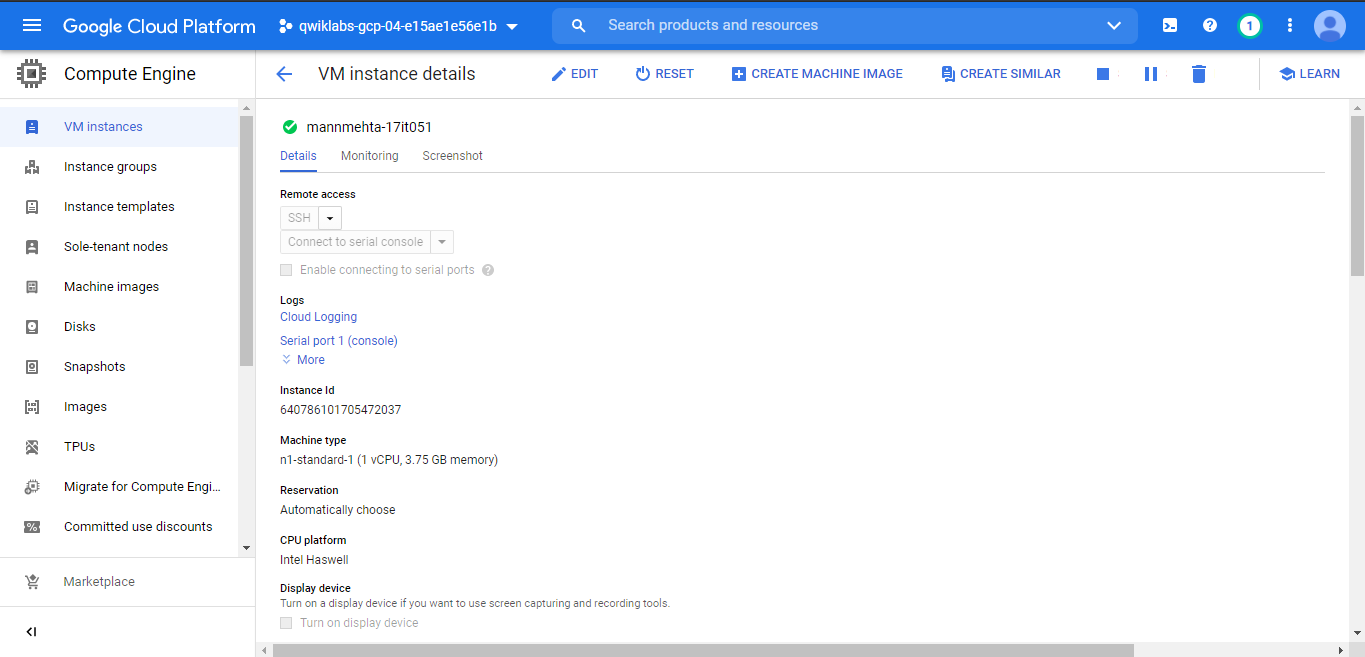 Google Cloud Platform
qwiklabs-gcp-04-e15ae1e56e1b
Search products and resources
1
Compute Engine
VM instance details
EDIT
RESET
CREATE MACHINE IMAGE
CREATE SIMILAR
LEARN
VM instances
Instance groups
Instance templates
Sole-tenant nodes
Machine images
Disks
Snapshots
Images
TPUs
Migrate for Compute Engi...
Committed use discounts
Marketplace
mannmehta-17it051
Details
Monitoring
Screenshot
Remote access
SSH
Connect to serial console
Enable connecting to serial ports
Logs
Cloud Logging
Serial port 1 (console)
More
Instance Id
640786101705472037
Machine type
n1-standard-1 (1 vCPU, 3.75 GB memory)
Reservation
Automatically choose
CPU platform
Intel Haswell
Display device
Turn on a display device if you want to use screen capturing and recording tools.
Turn on display device